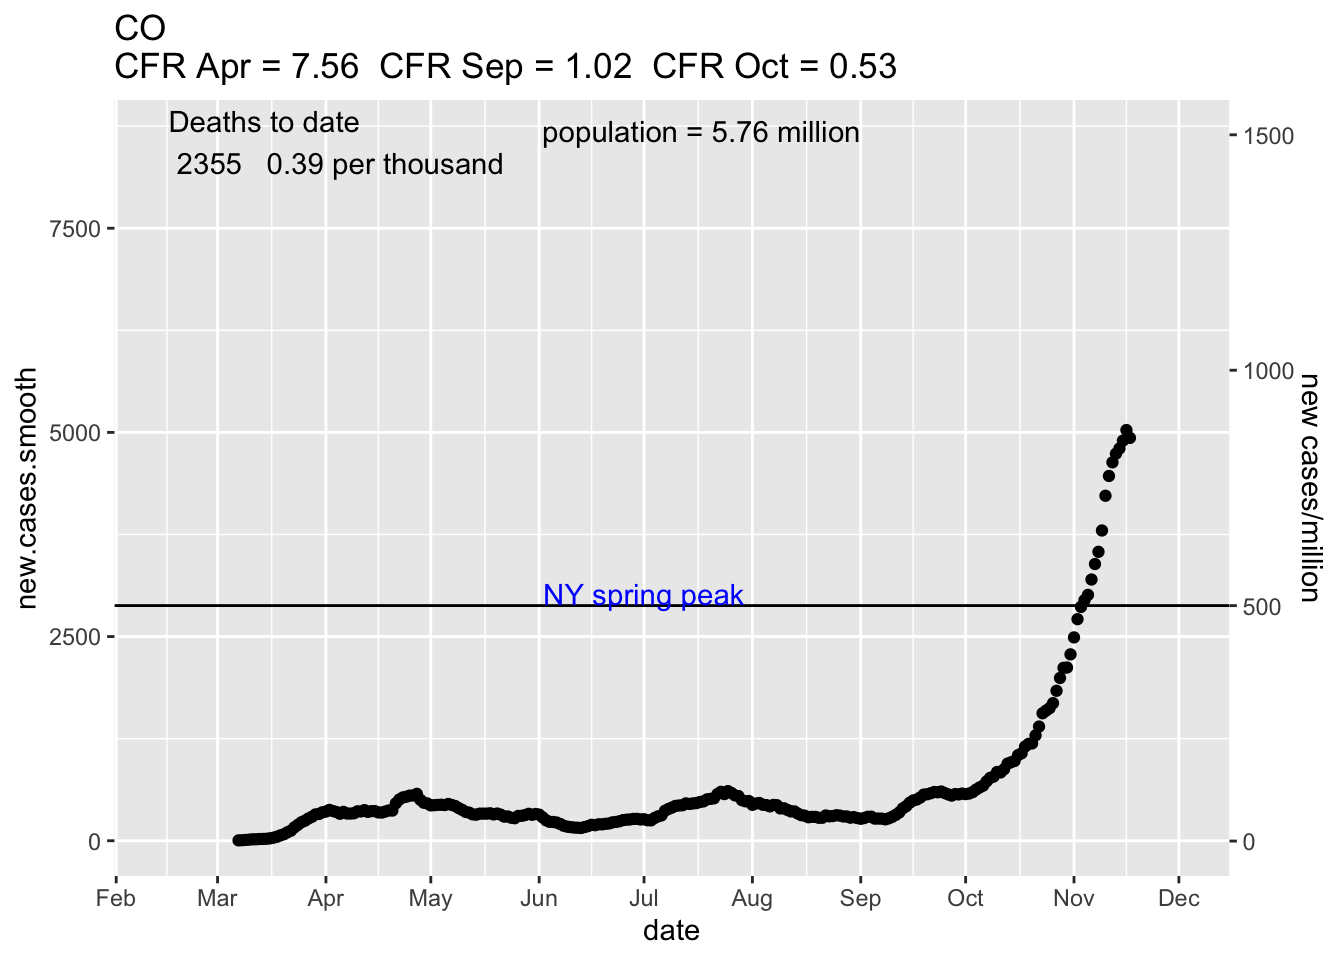 CO
CFR Apr = 7.56  CFR Sep = 1.02  CFR Oct = 0.53
Deaths to date
2355   0.39 per thousand
population = 5.76 million
NY spring peak
new.cases.smooth
7500
5000
2500
0
1500
1000
500
0
new cases/million
Feb Mar Apr May Jun Jul Aug Sep Oct Nov Dec
date